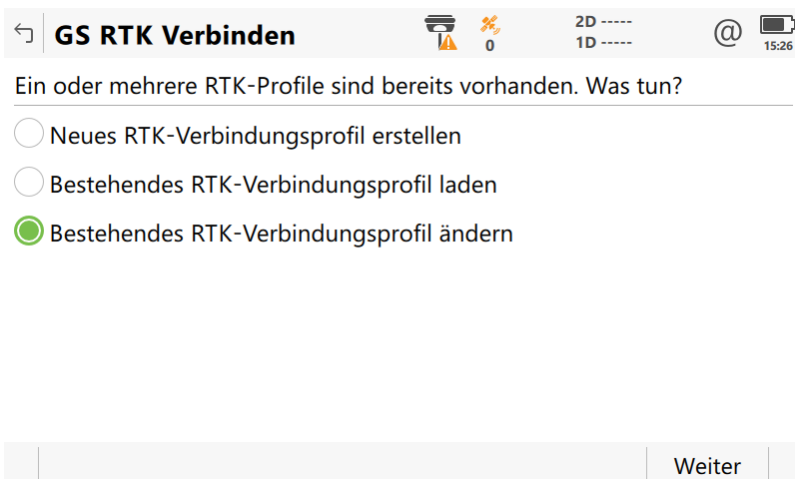 GS RTK Verbinden
0
2D -----
1D -----
@
15:26
Ein oder mehrere RTK-Profile sind bereits vorhanden. Was tun?
Neues RTK-Verbindungsprofil erstellen
Bestehendes RTK-Verbindungsprofil laden
Bestehendes RTK-Verbindungsprofil ändern
Weiter